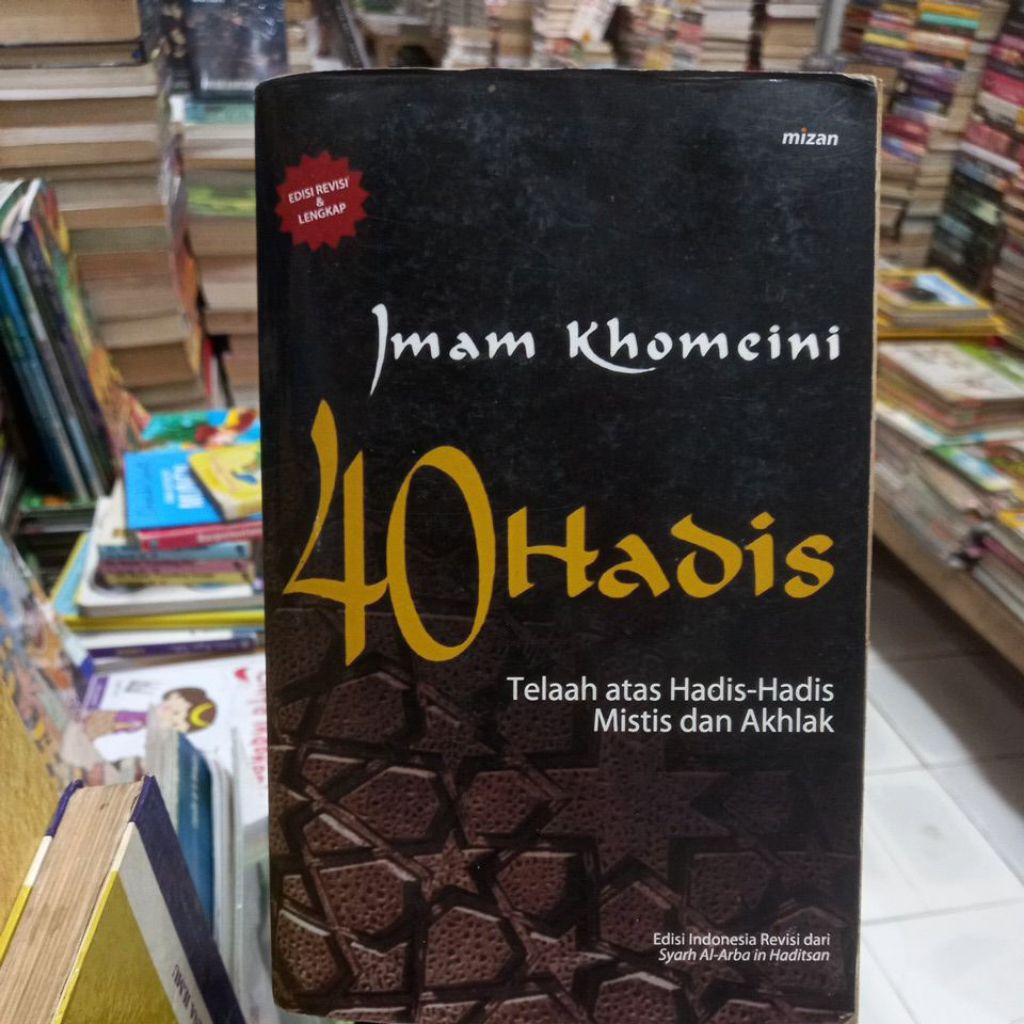 mizan
EDISI REVISI
&
LENGKAP
Imam Khomeini
40 Hadis
Telaah atas Hadis-Hadis
Mistis dan Akhlak
Edisi Indonesia Revisi dari
Syarh Al-Arba in Haditsan